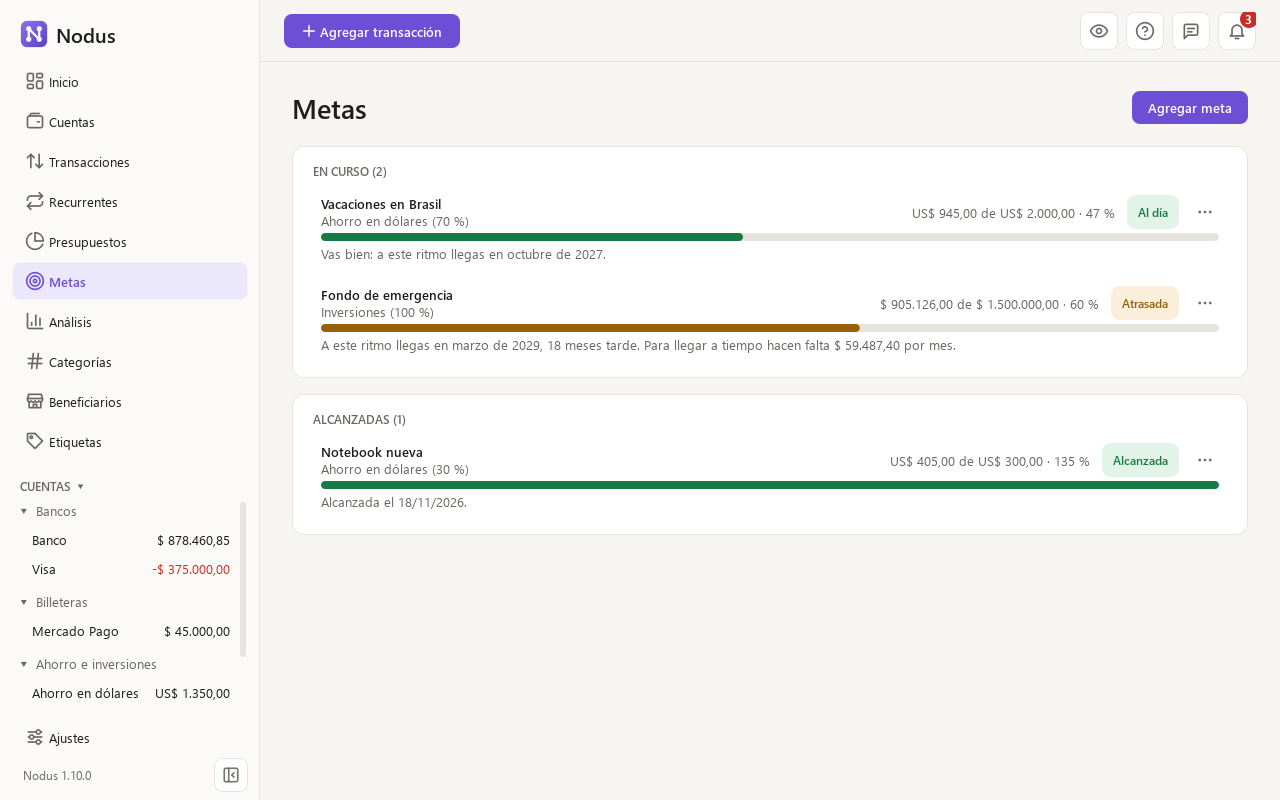 Nodus
Inicio
Cuentas
Transacciones
Recurrentes
Presupuestos
Metas
Análisis
Categorías
Beneficiarios
Etiquetas
CUENTAS
Bancos
Banco $ 878.460,85
Visa -$ 375.000,00
Billeteras
Mercado Pago $ 45.000,00
Ahorro e inversiones
Ahorro en dólares US$ 1.350,00
Ajustes
Nodus 1.10.0
Agregar transacción
3
Metas
Agregar meta
EN CURSO (2)
Vacaciones en Brasil
Ahorro en dólares (70 %)
US$ 945,00 de US$ 2.000,00 · 47 % Al día
Vas bien: a este ritmo llegas en octubre de 2027.
Fondo de emergencia
Inversiones (100 %)
$ 905.126,00 de $ 1.500.000,00 · 60 % Atrasada
A este ritmo llegas en marzo de 2029, 18 meses tarde. Para llegar a tiempo hacen falta $ 59.487,40 por mes.
ALCANZADAS (1)
Notebook nueva
Ahorro en dólares (30 %)
US$ 405,00 de US$ 300,00 · 135 % Alcanzada
Alcanzada el 18/11/2026.